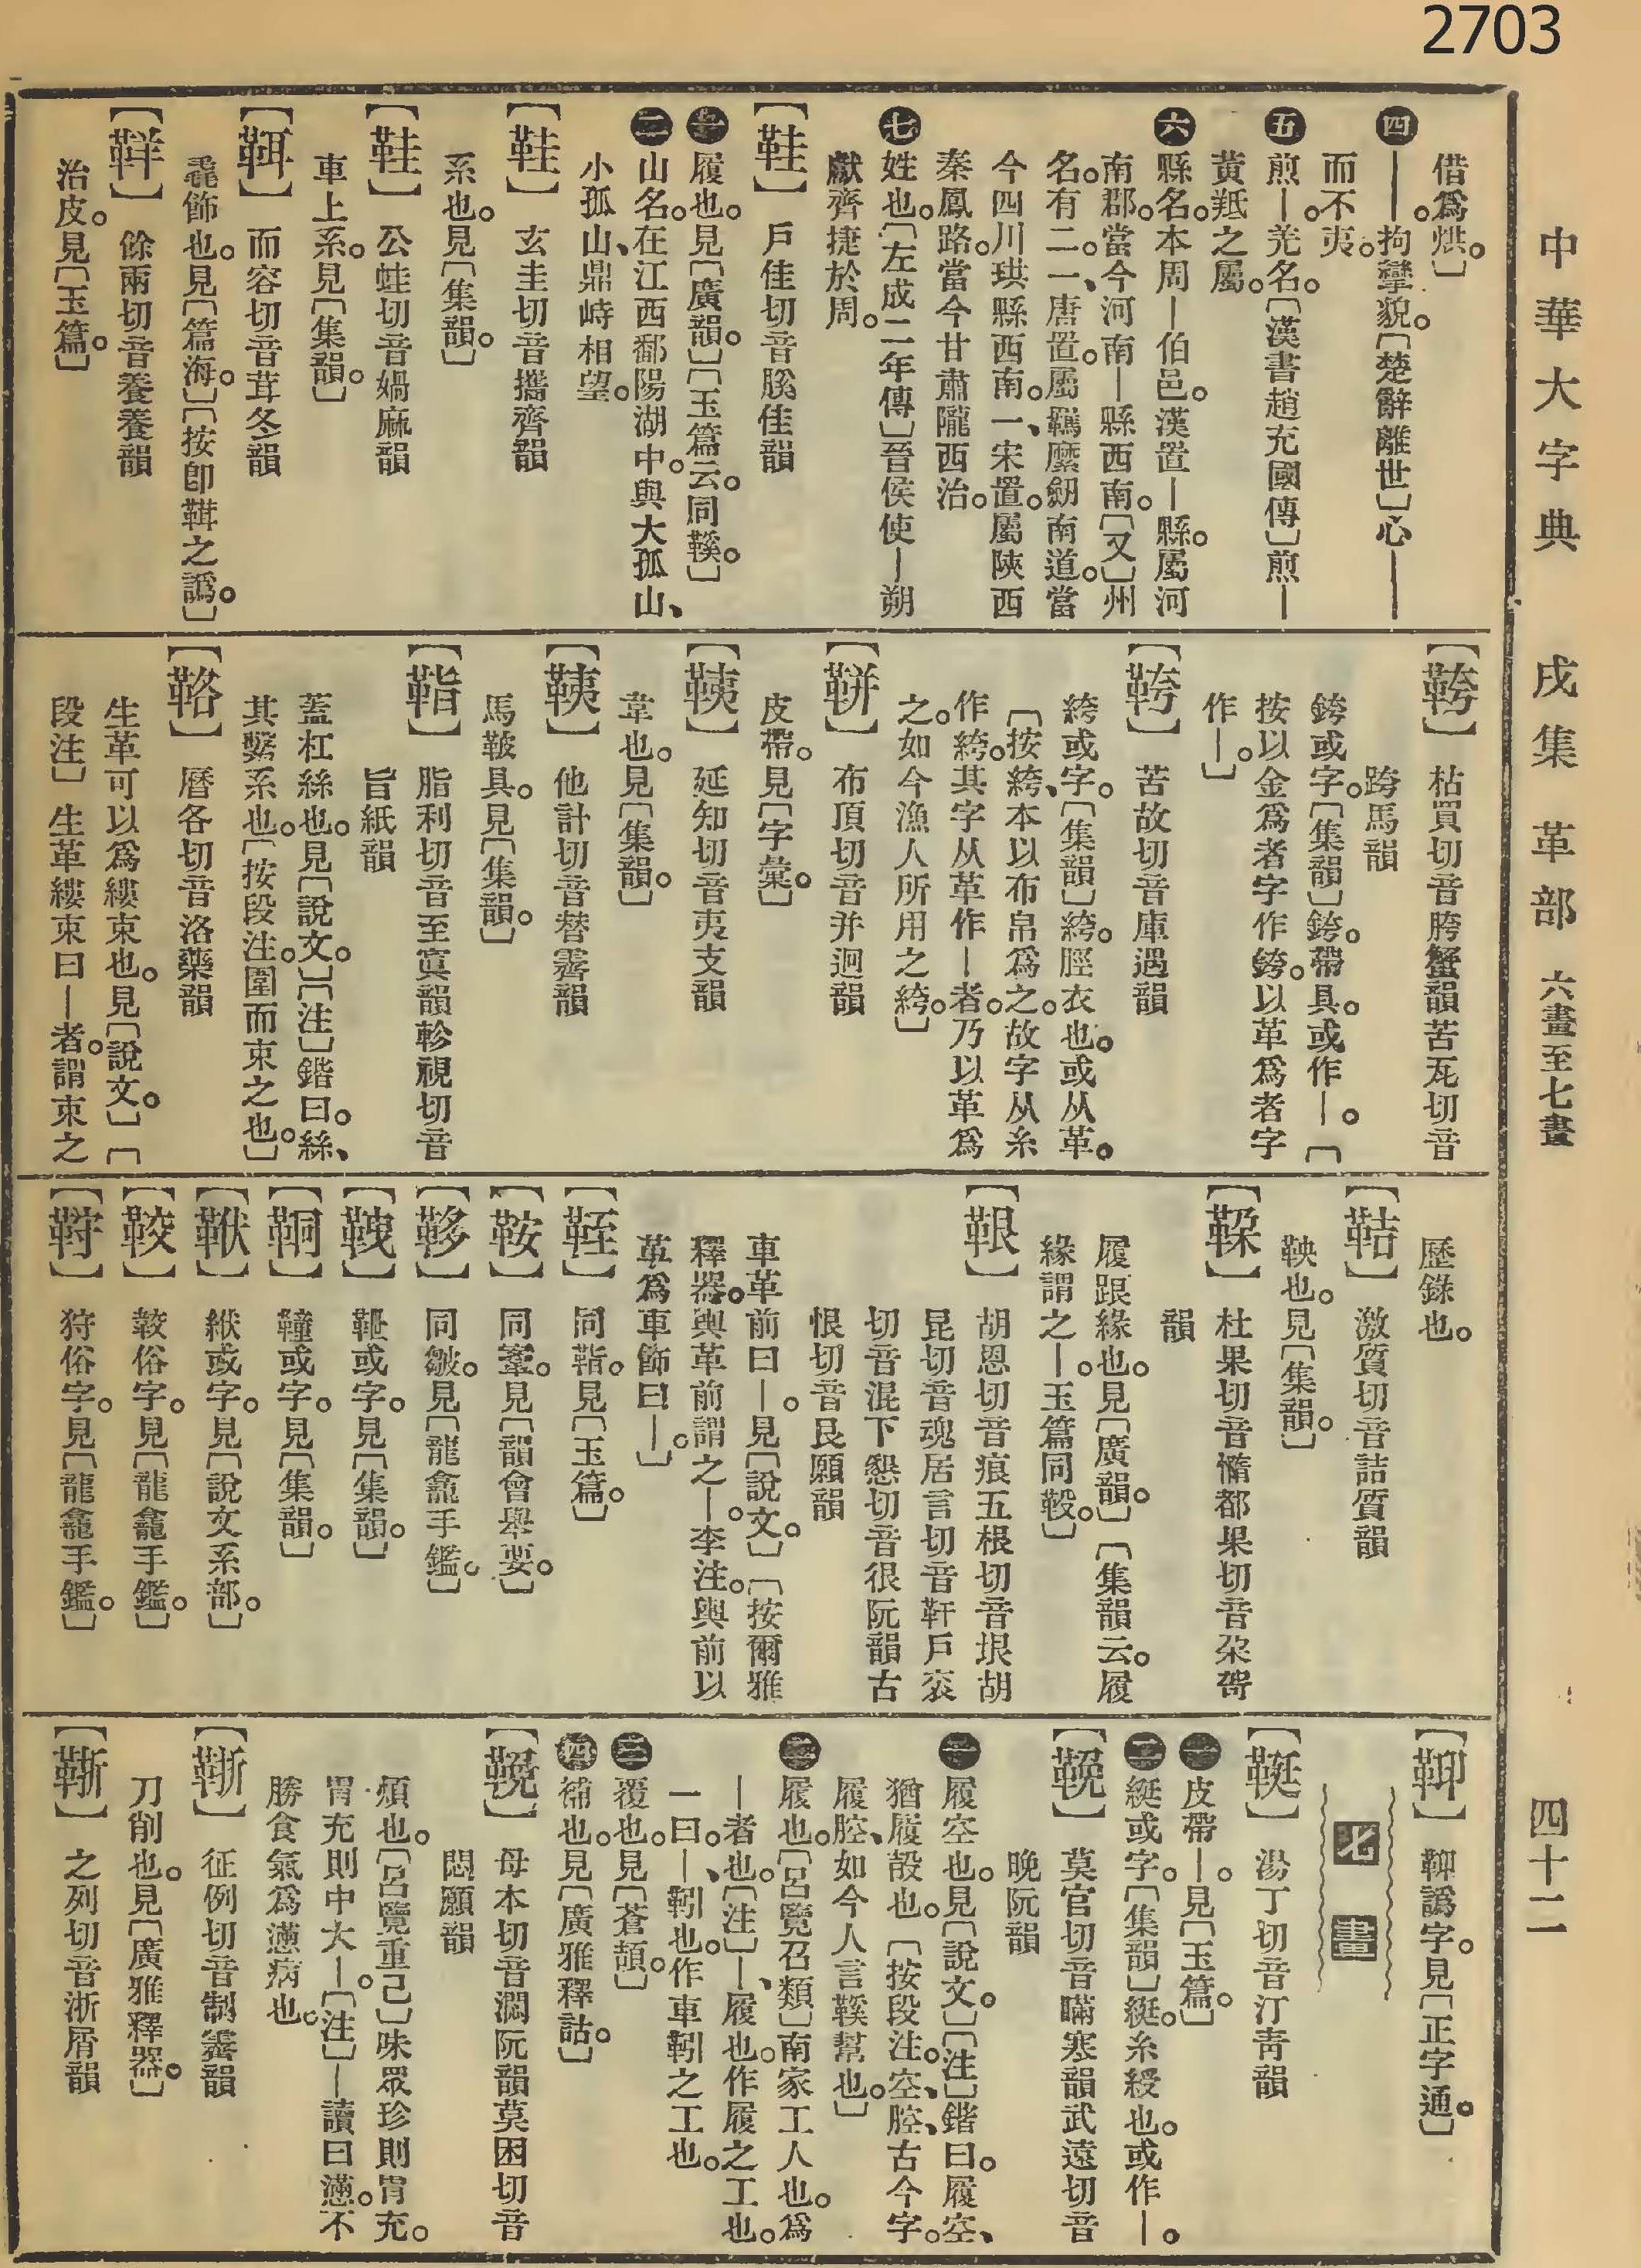 2703
中華大字典 戌集 革部 六畫至七畫 四十二
借爲烘。〕
四 ——。拘攣貌。〔楚辭離世〕心——
而不夷。
五 煎—。羌名。〔漢書趙充國傳〕煎—
黃羝之屬。
六 縣名。本周—伯邑。漢置—縣。屬河
南郡。當今河南—縣西南。〔又〕州
名。有二。一、唐置。屬羈縻劒南道。當
今四川珙縣西南。一、宋置。屬陝西
秦鳳路。當今甘肅隴西治。
七 姓也。〔左成二年傳〕晉侯使—朔
獻齊捷於周。
〔鞋〕 戶佳切音膎佳韻
一 履也。見〔廣韻。〕〔玉篇云。同鞵。〕
二 山名。在江西鄱陽湖中。與大孤山、
小孤山、鼎峙相望。
〔鞋〕 玄圭切音攜齊韻
系也。見〔集韻。〕
〔鞋〕 公蛙切音媧麻韻
車上系。見〔集韻。〕
〔鞐〕 而容切音茸冬韻
毳飾也。見〔篇海。〕〔按卽鞲之譌。〕
〔鞐〕 餘兩切音養養韻
治皮。見〔玉篇。〕
〔鞳〕 枯買切音胯蟹韻苦瓦切音
跨馬韻
銙或字。〔集韻〕銙。帶具。或作—。〔
按以金爲者字作銙。以革爲者字
作—。〕
〔鞳〕 苦故切音庫遇韻
絝或字。〔集韻〕絝。脛衣也。或从革。
〔按絝、本以布帛爲之。故字从糸
作絝。其字从革作—者。乃以革爲
之。如今漁人所用之絝。〕
〔鞞〕 布頂切音并迥韻
皮帶。見〔字彙。〕
〔鞑〕 延知切音夷支韻
韋也。見〔集韻。〕
〔鞑〕 他計切音替霽韻
馬鞁具。見〔集韻。〕
〔鞊〕 脂利切音至寘韻軫視切音
旨紙韻
蓋杠絲也。見〔說文。〕〔注〕鍇曰。絲、
其繫系也。〔按段注。圍而束之也。〕
〔鞈〕 曆各切音洛藥韻
生革可以爲縷束也。見〔說文。〕〔
段注〕生革縷束曰—者。謂束之
歷錄也。
〔鞊〕 激質切音詰質韻
鞅也。見〔集韻。〕
〔鞣〕 杜果切音惰都果切音朶哿
韻
履跟緣也。見〔廣韻。〕〔集韻云。履
緣謂之—。玉篇同鞎。〕
〔鞎〕 胡恩切音痕五根切音垠胡
昆切音魂居言切音靬戶袞
切音混下懇切音很阮韻古
恨切音艮願韻
車革前曰—。見〔說文。〕〔按爾雅
釋器。輿革前謂之—。李注。輿前以
革爲車飾曰—。〕
〔鞊〕 同鞊。見〔玉篇。〕
〔鞍〕 同鞌。見〔韻會舉要。〕
〔鞋〕 同皺。見〔龍龕手鑑。〕
〔鞋〕 靾或字。見〔集韻。〕
〔鞋〕 韃或字。見〔集韻。〕
〔鞋〕 紱或字。見〔說文系部。〕
〔鞋〕 鞍俗字。見〔龍龕手鑑。〕
〔鞋〕 狩俗字。見〔龍龕手鑑。〕
〔鞋〕 鞞譌字。見〔正字通。〕
七畫
〔鞓〕 湯丁切音汀靑韻
一 皮帶—。見〔玉篇。〕
二 綎或字。〔集韻〕綎。糸綬也。或作—。
〔鞔〕 莫官切音瞞寒韻武遠切音
晚阮韻
一 履空也。見〔說文。〕〔注〕鍇曰。履空、
猶履殼也。〔按段注。空、腔、古今字。
履腔、如今人言鞵幫也。〕
二 履也。〔呂覽召類〕南家工人也。爲
—者也。〔注〕—、履也。作履之工也。
一曰。—、靷也。作車靷之工也。
三 覆也。見〔蒼頡。〕
四 補也。見〔廣雅釋詁。〕
〔鞔〕 母本切音澖阮韻莫困切音
悶願韻
煩也。〔呂覽重己〕味眾珍則胃充。
胃充則中大—。〔注〕—讀曰懣。不
勝食氣爲懣病也。
〔鞩〕 征例切音制霽韻
刀削也。見〔廣雅釋器。〕
〔鞩〕 之列切音浙屑韻